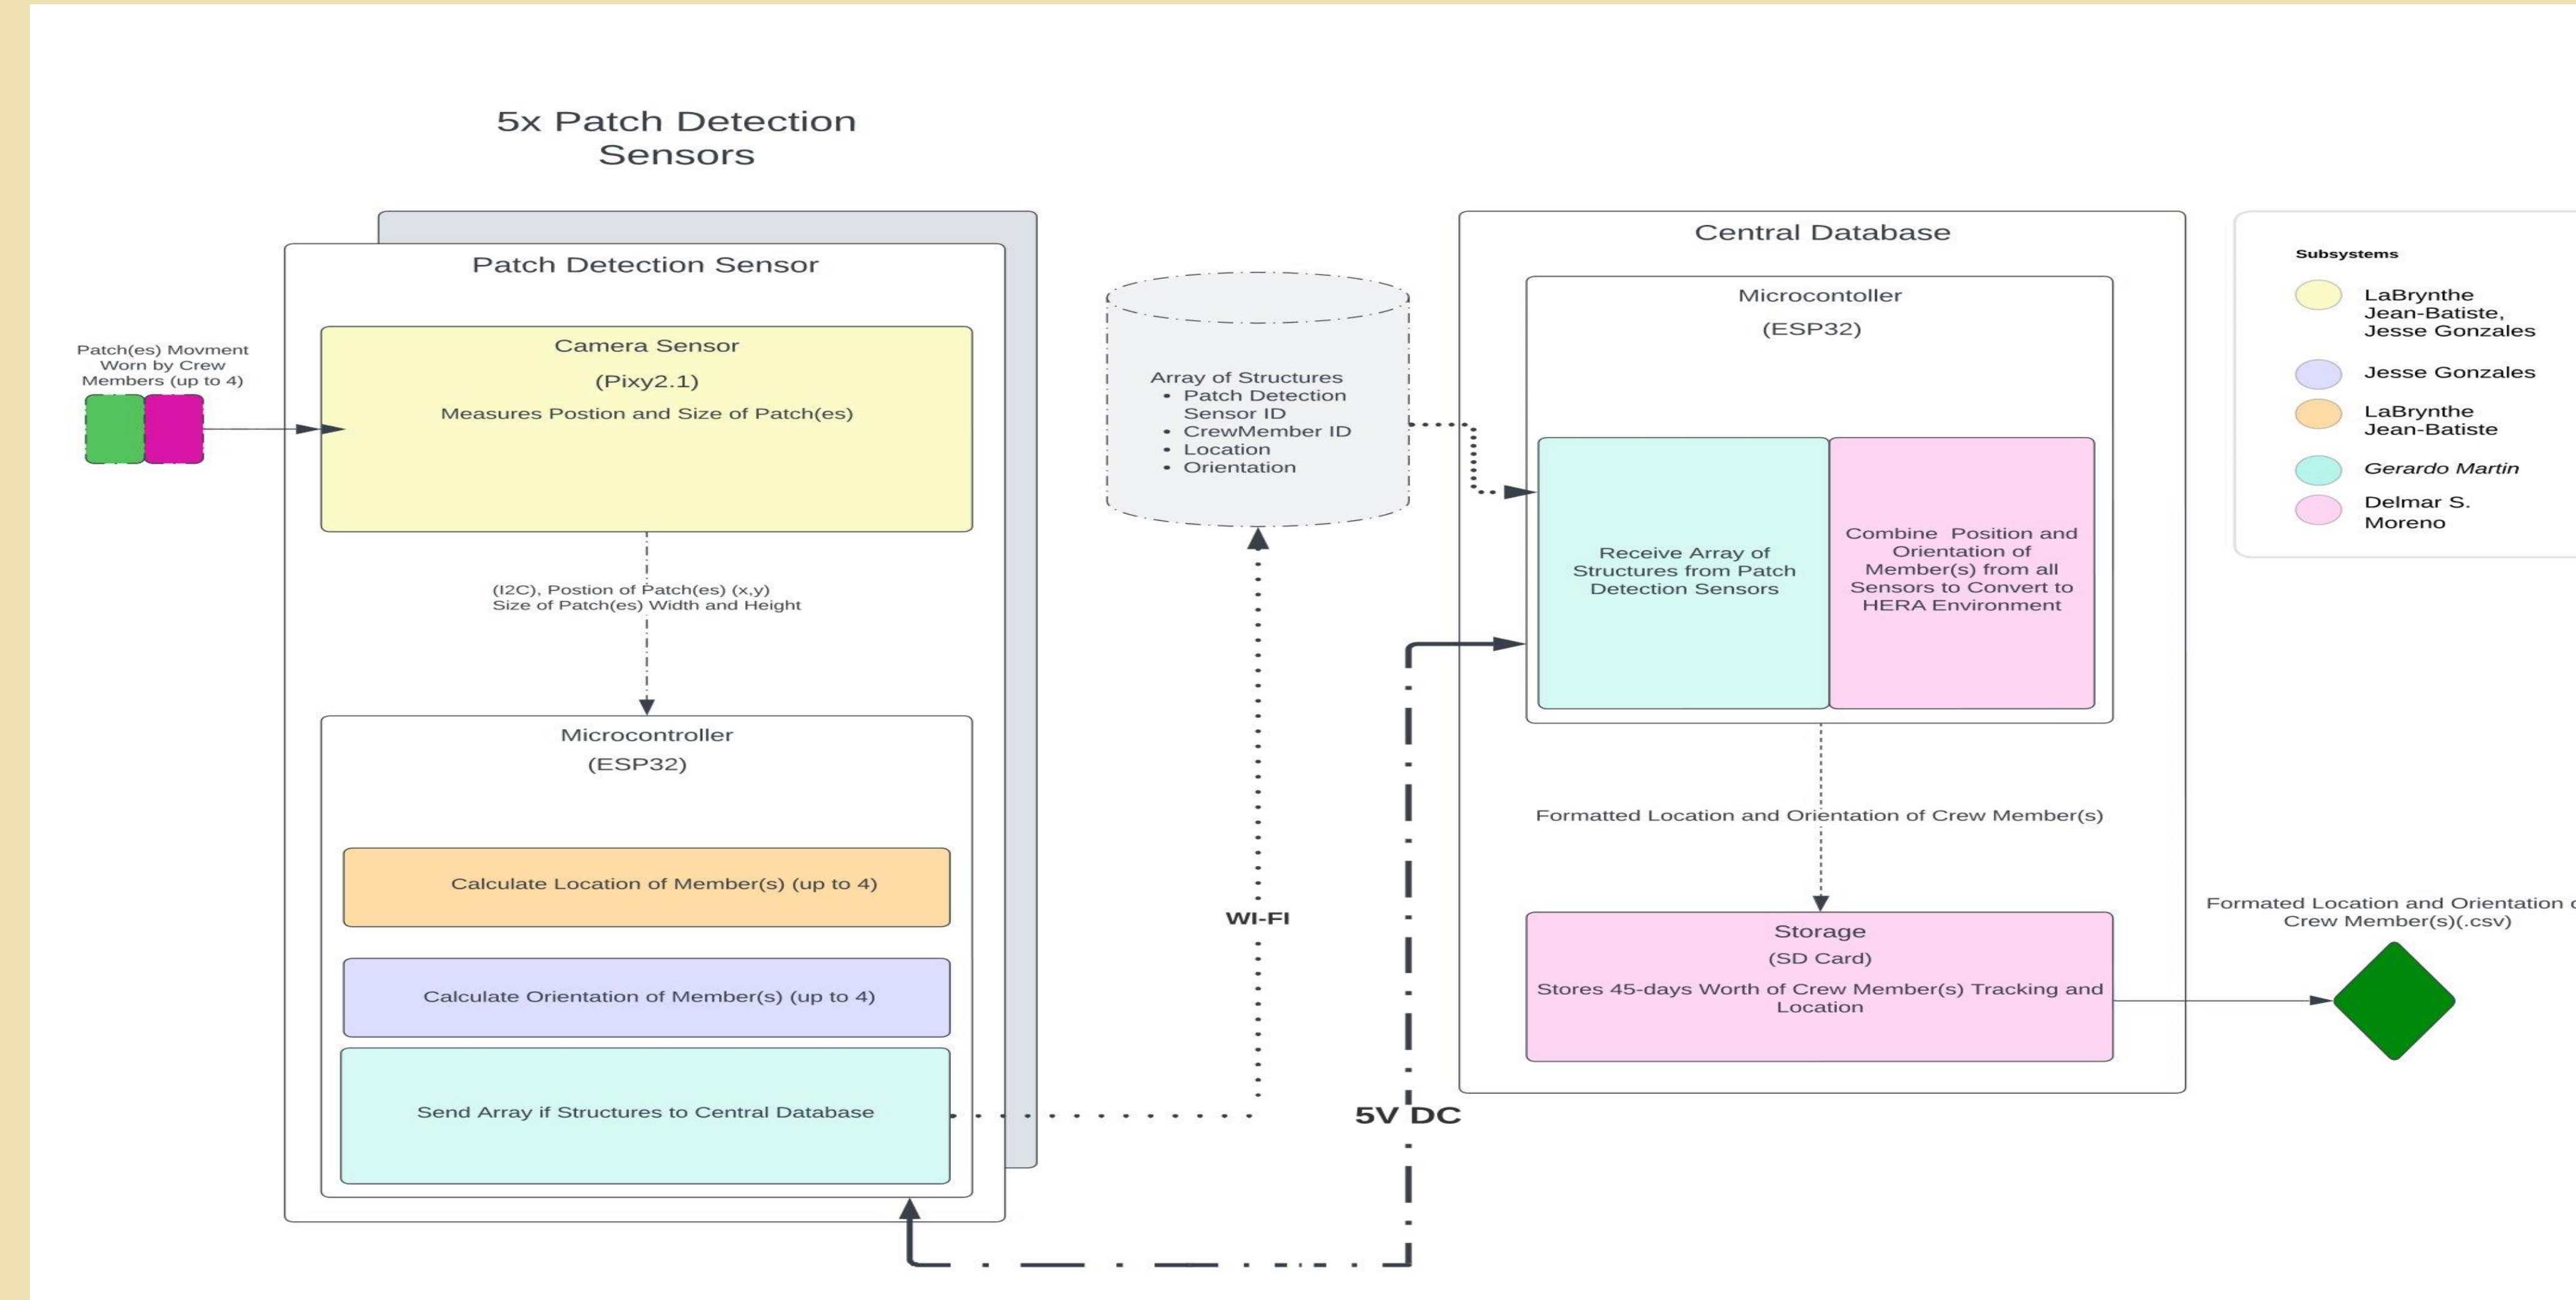 5x Patch Detection
Sensors
Patch Detection Sensor
Camera Sensor
(Pixy2.1)
Measures Postion and Size of Patch(es)
Patch(es) Movment
Worn by Crew
Members (up to 4)
(I2C), Postion of Patch(es) (x,y)
Size of Patch(es) Width and Height
Microcontroller
(ESP32)
Calculate Location of Member(s) (up to 4)
Calculate Orientation of Member(s) (up to 4)
Send Array if Structures to Central Database
Array of Structures
• Patch Detection
Sensor ID
• CrewMember ID
• Location
• Orientation
WI-FI
5V DC
Central Database
Microcontoller
(ESP32)
Receive Array of
Structures from Patch
Detection Sensors
Combine Position and
Orientation of
Member(s) from all
Sensors to Convert to
HERA Environment
Formatted Location and Orientation of Crew Member(s)
Storage
(SD Card)
Stores 45-days Worth of Crew Member(s) Tracking and
Location
Subsystems
LaBrynthe
Jean-Batiste,
Jesse Gonzales
Jesse Gonzales
LaBrynthe
Jean-Batiste
Gerardo Martin
Delmar S.
Moreno
Formated Location and Orientation
Crew Member(s)(.csv)